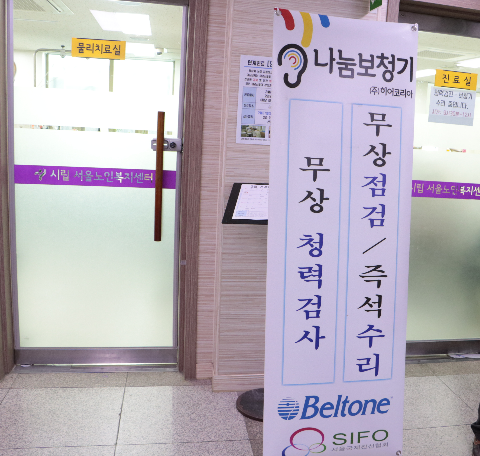 물리치료실
시립 서울노인복지센터
나눔보청기
(주)히어코리아
무상점검 / 즉석수리
무상 청력검사
Beltone
SIFO
진료실
시립 서울노인복지센